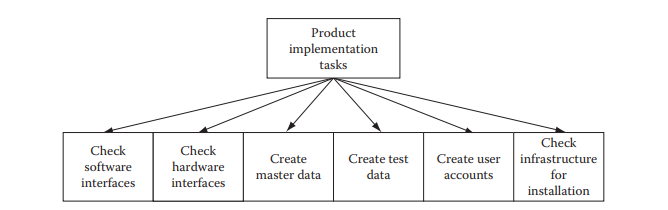 Product
implementation
tasks
Check
software
interfaces
Check
hardware
interfaces
Create
master data
Create test
data
Create user
accounts
Check
infrastructure
for
installation